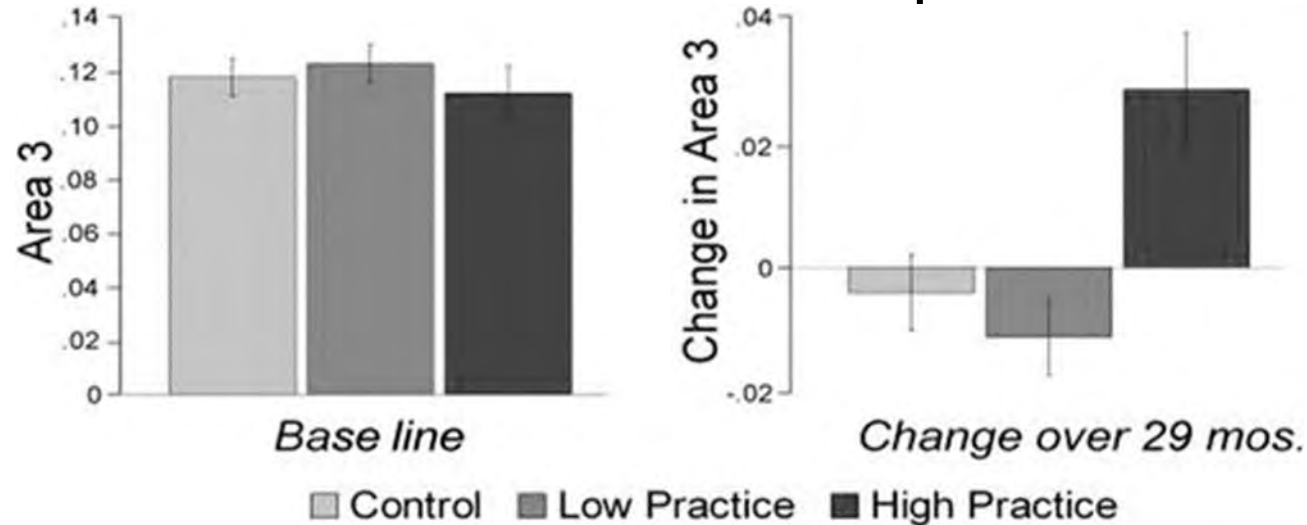 Area 3
.14
.12
.10
.08
.06
.04
.02
0
Base line
Change in Area 3
.04
.02
0
-.02
Change over 29 mos.
Control Low Practice High Practice